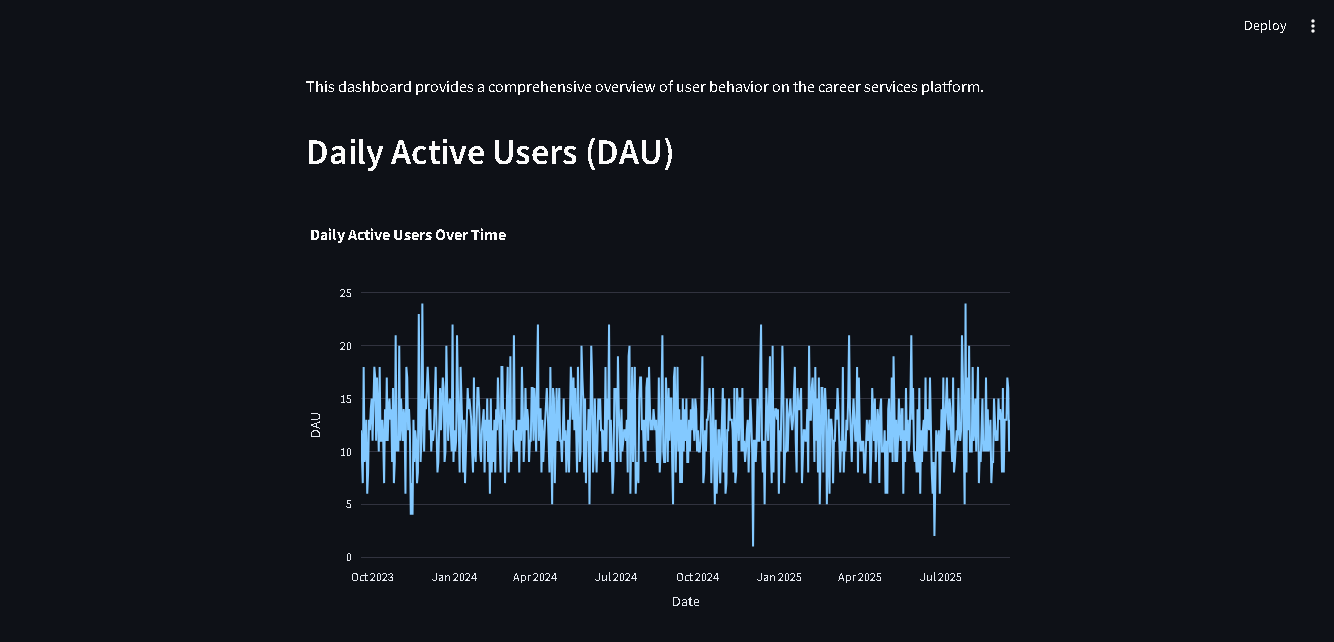 Deploy
This dashboard provides a comprehensive overview of user behavior on the career services platform.
Daily Active Users (DAU)
Daily Active Users Over Time
25
20
15
10
5
0
DAU
Oct 2023 Jan 2024 Apr 2024 Jul 2024 Oct 2024 Jan 2025 Apr 2025 Jul 2025
Date